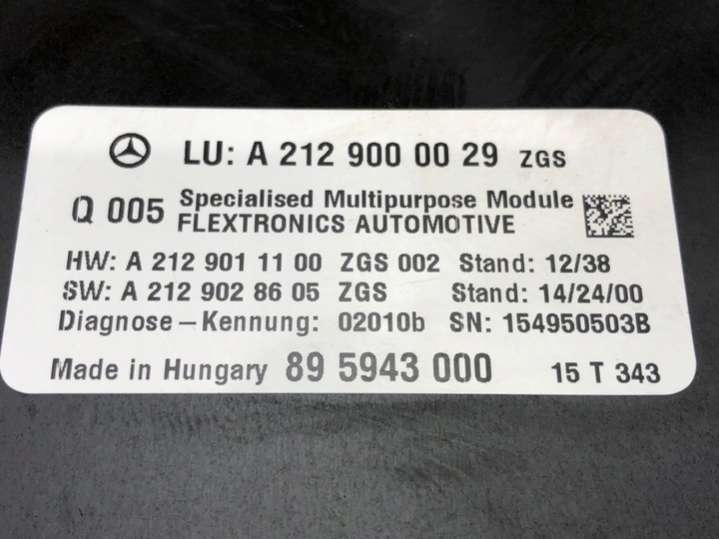 LU: A 212 900 00 29 ZGS
Q 005 Specialised Multipurpose Module
FLEXTRONICS AUTOMOTIVE
HW: A 212 901 11 00 ZGS 002 Stand: 12/38
SW: A 212 902 86 05 ZGS Stand: 14/24/00
Diagnose – Kennung: 02010b SN: 154950503B
Made in Hungary 89 5943 000 15 T 343